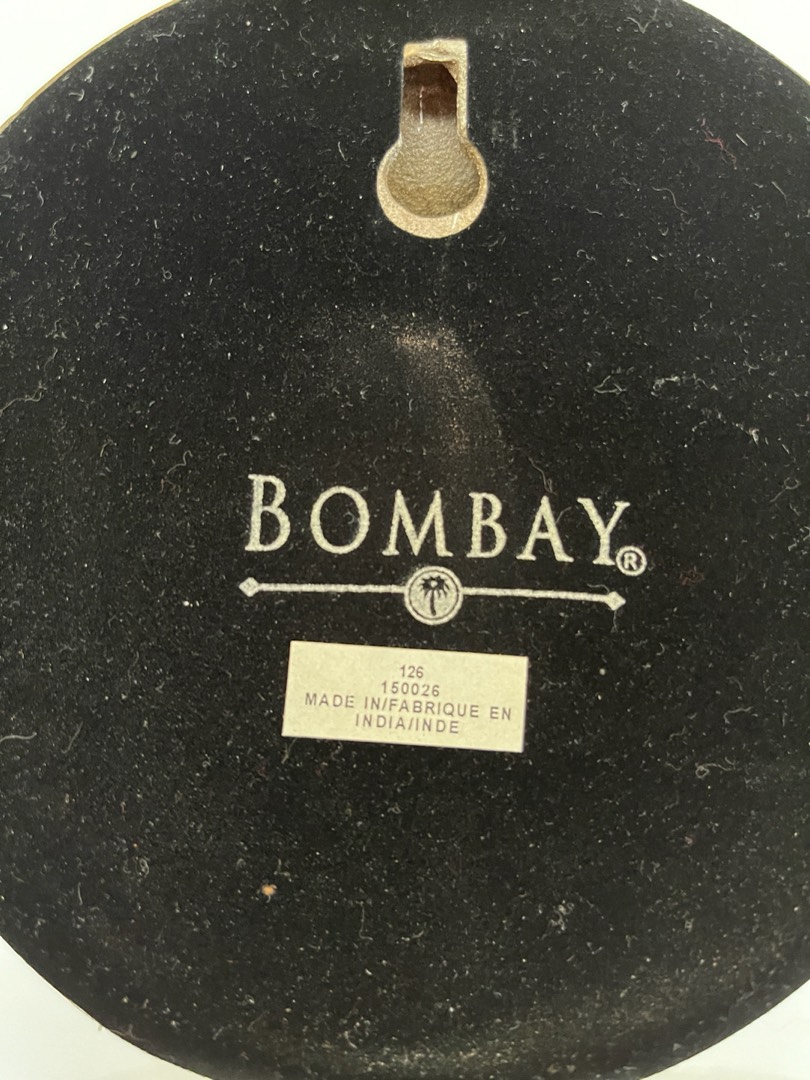 BOMBAY®
126
150026
MADE IN/FABRIQUE EN
INDIA/INDE